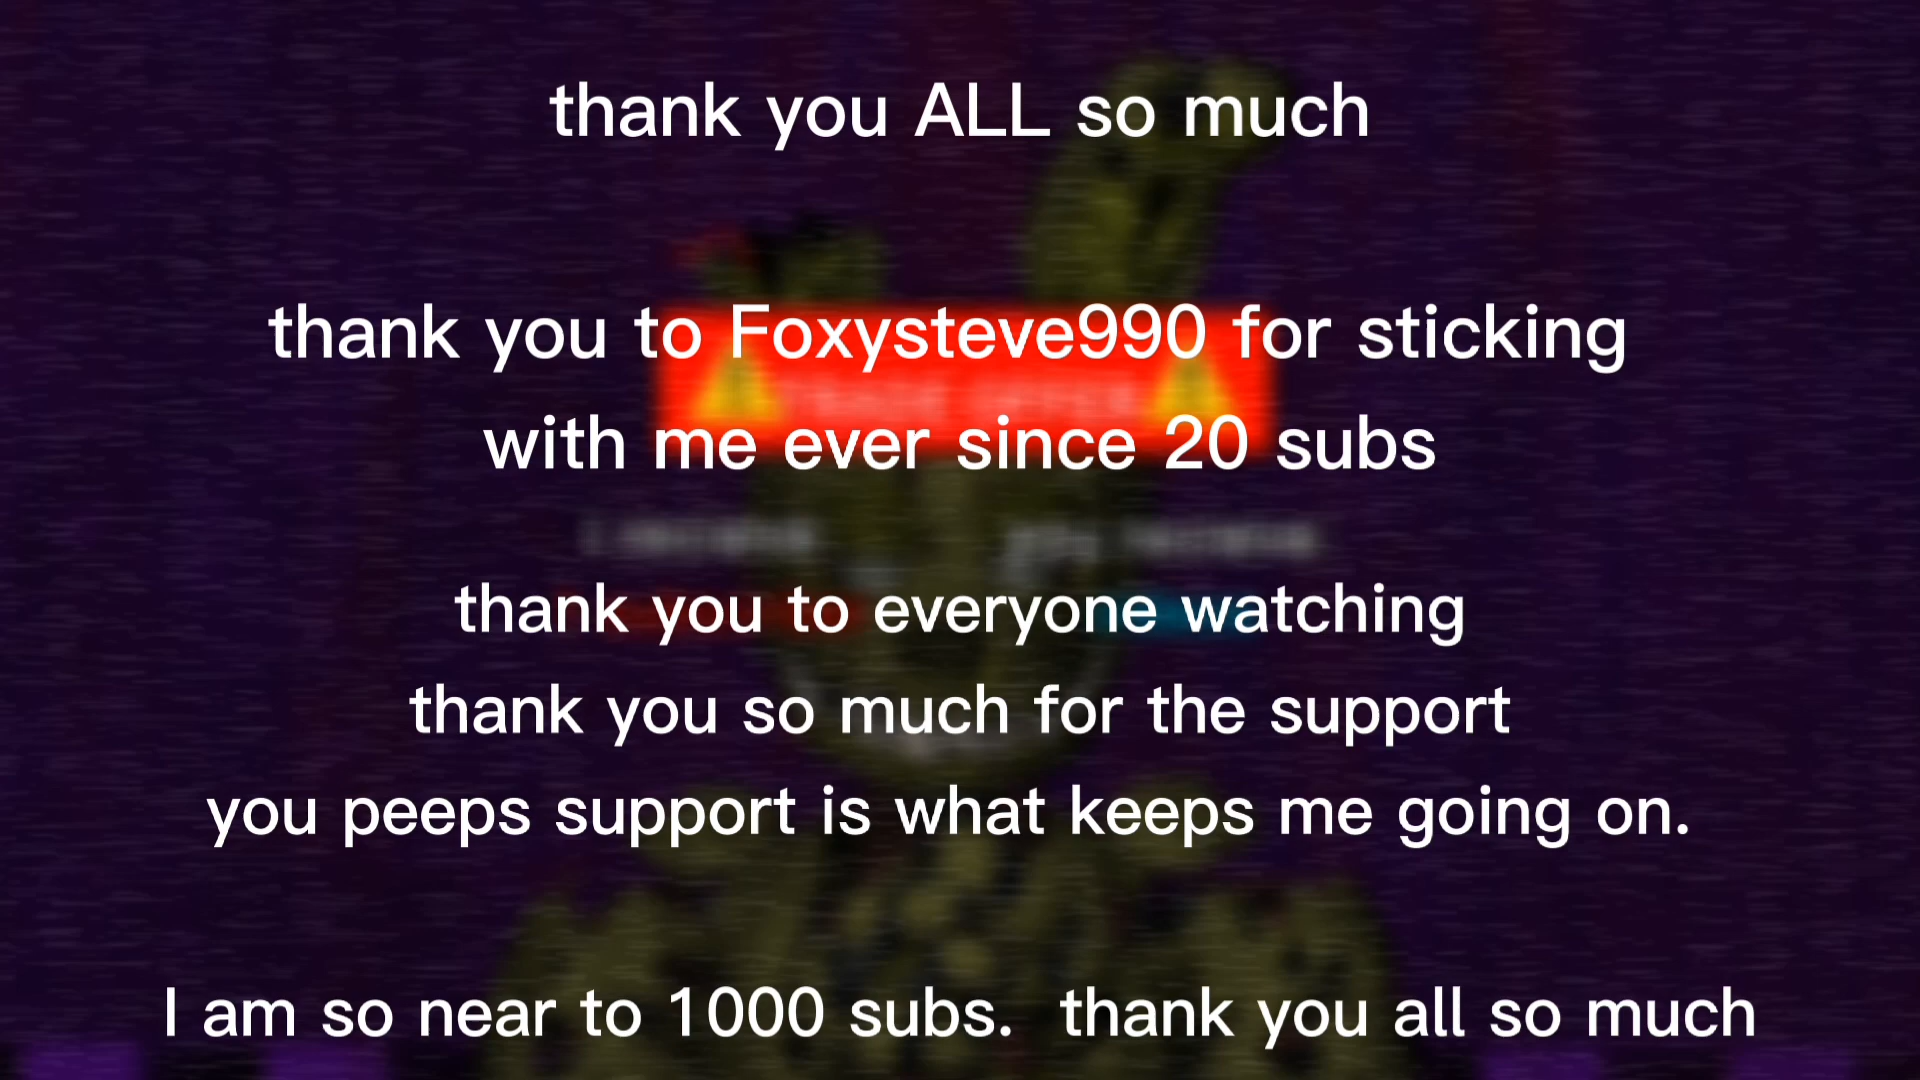 thank you ALL so much
thank you to Foxysteve990 for sticking
with me ever since 20 subs
thank you to everyone watching
thank you so much for the support
you peeps support is what keeps me going on.
I am so near to 1000 subs. thank you all so much